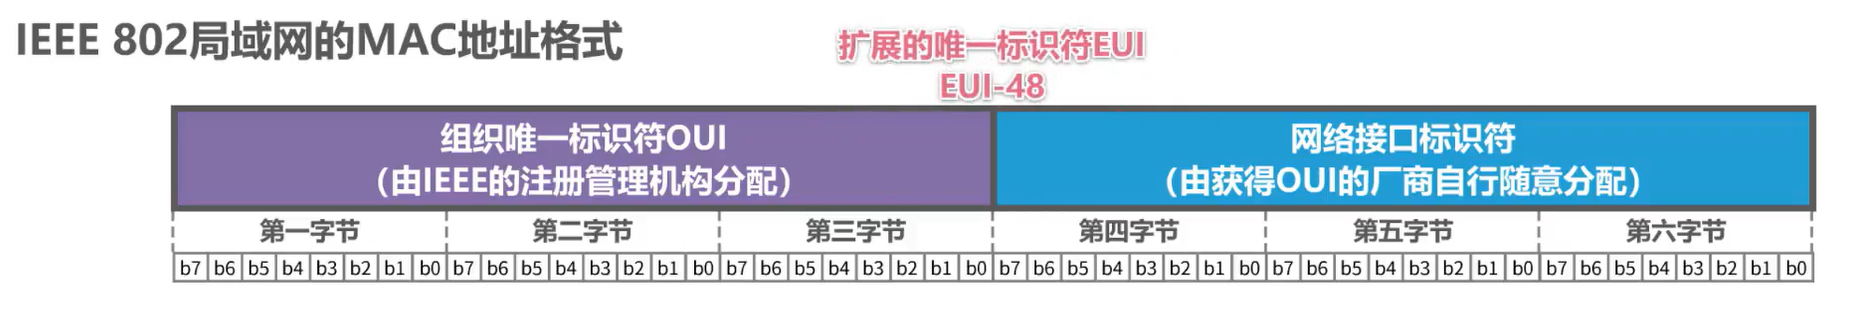 IEEE 802局域网的MAC地址格式
扩展的唯一标识符EUI
EUI-48
组织唯一标识符OUI
（由IEEE的注册管理机构分配）
网络接口标识符
（由获得OUI的厂商自行随意分配）
第一字节 第二字节 第三字节 第四字节 第五字节 第六字节
b7 b6 b5 b4 b3 b2 b1 b0 b7 b6 b5 b4 b3 b2 b1 b0 b7 b6 b5 b4 b3 b2 b1 b0 b7 b6 b5 b4 b3 b2 b1 b0 b7 b6 b5 b4 b3 b2 b1 b0 b7 b6 b5 b4 b3 b2 b1 b0